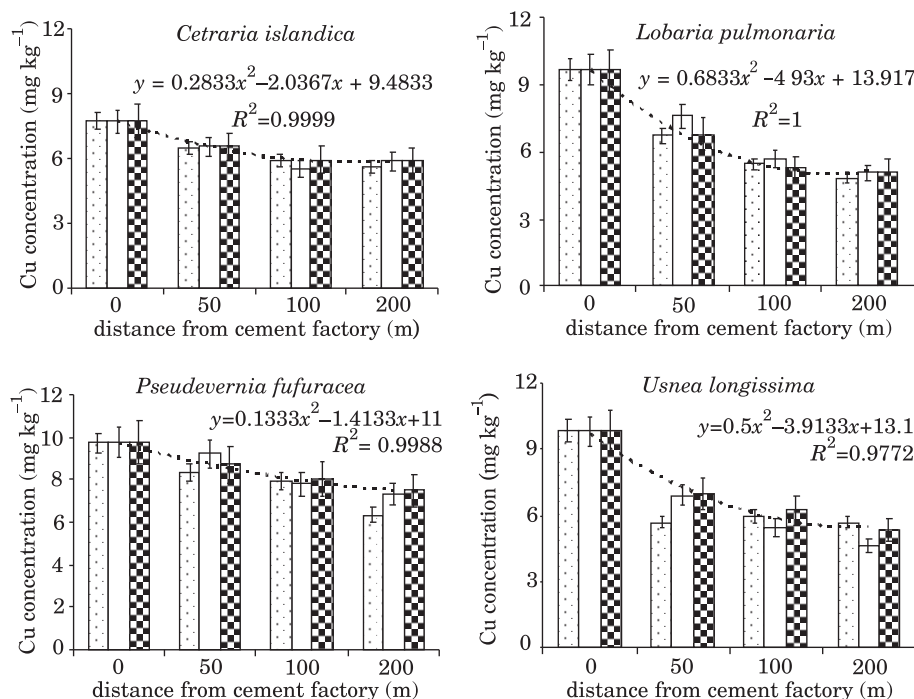 Cetraria islandica
y = 0.2833x²−2.0367x + 9.4833
R²=0.9999
Cu concentration (mg kg⁻¹)
12
9
6
3
0
0 50 100 200
distance from cement factory (m)
Lobaria pulmonaria
y = 0.6833x² -4 93x + 13.917
R²=1
Cu concentration (mg kg⁻¹)
12
9
6
3
0
0 50 100 200
distance from cement factory (m)
Pseudevernia fufuracea
y=0.1333x²−1.4133x+11
R²= 0.9988
Cu concentration (mg kg⁻¹)
12
10
8
6
4
2
0
0 50 100 200
distance from cement factory (m)
Usnea longissima
y=0.5x²−3.9133x+13.1
R²=0.9772
Cu concentration (mg kg⁻¹)
12
9
6
3
0
0 50 100 200
distance from cement factory (m)